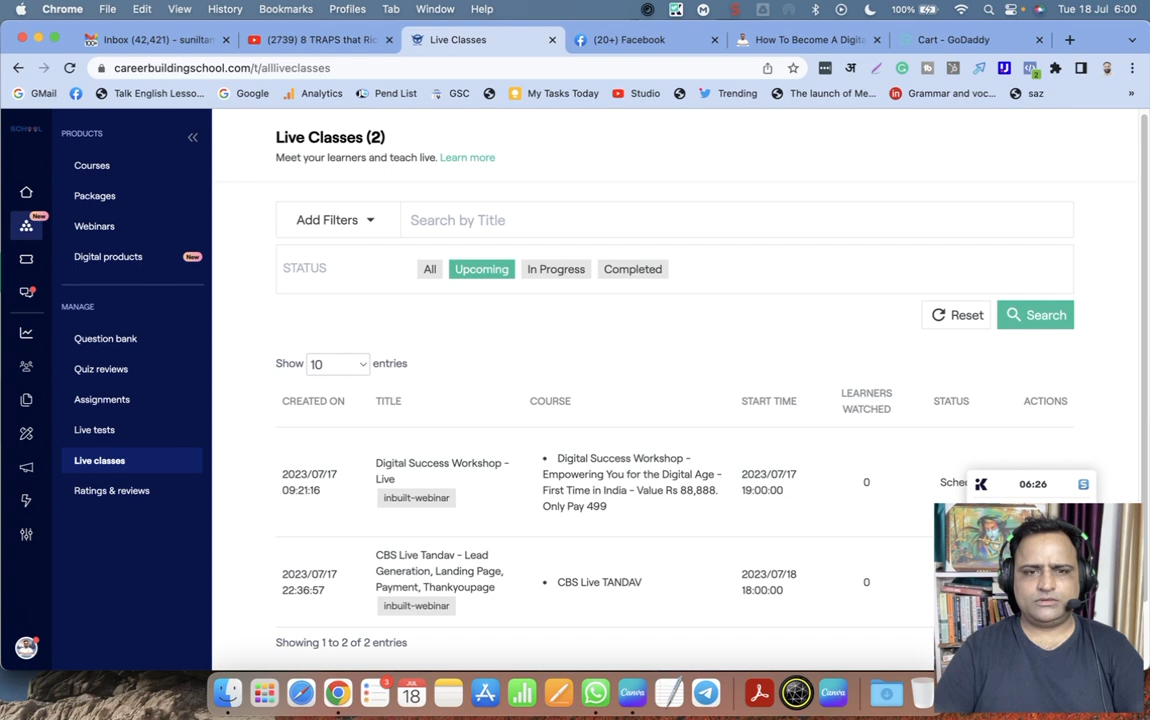 Chrome File Edit View History Bookmarks Profiles Tab Window Help 100% Tue 18 Jul 6:00
Inbox (42,421) - suniltan × (2739) 8 TRAPS that Ric × Live Classes × (20+) Facebook × How To Become A Digita × Cart - GoDaddy ×
careerbuildingschool.com/t/allliveclasses
GMail Talk English Lesso... Google Analytics Pend List GSC My Tasks Today Studio Trending The launch of Me... Grammar and voc... saz »
SCHOOL
PRODUCTS
Courses
Packages
New
Webinars
Digital products New
MANAGE
Question bank
Quiz reviews
Assignments
Live tests
Live classes
Ratings & reviews
Live Classes (2)
Meet your learners and teach live. Learn more
Add Filters Search by Title
STATUS All Upcoming In Progress Completed
Reset Search
Show 10 entries
CREATED ON TITLE COURSE START TIME LEARNERS WATCHED STATUS ACTIONS
2023/07/17
09:21:16
Digital Success Workshop -
Live
inbuilt-webinar
• Digital Success Workshop -
Empowering You for the Digital Age -
First Time in India - Value Rs 88,888.
Only Pay 499
2023/07/17
19:00:00
0
Sche
06:26
2023/07/17
22:36:57
CBS Live Tandav - Lead
Generation, Landing Page,
Payment, Thankyoupage
inbuilt-webinar
• CBS Live TANDAV
2023/07/18
18:00:00
0
Showing 1 to 2 of 2 entries
3
JUL
18
Canva
Canva